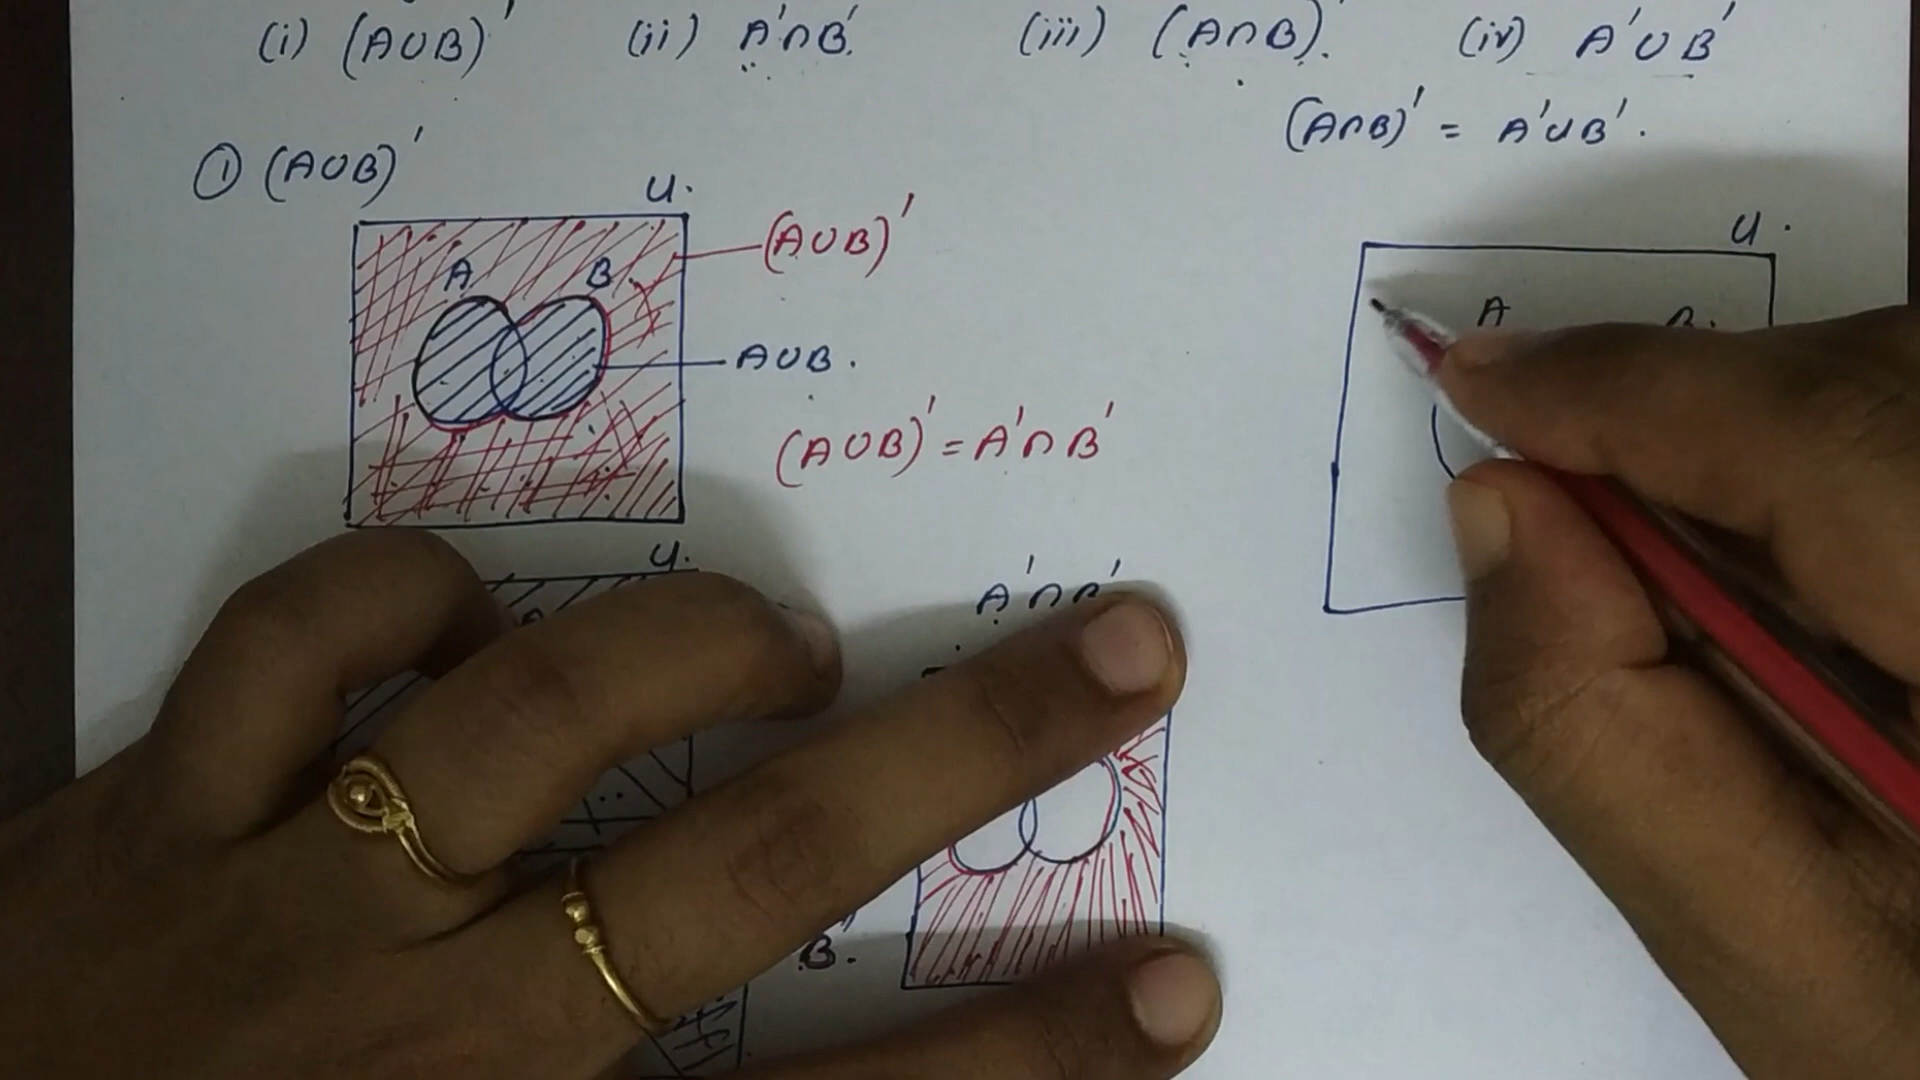 (i) (A∪B)' (ii) A'∩B' (iii) (A∩B)' (iv) A'∪B'
(A∩B)' = A'∪B'.
① (A∪B)'
U.
(A∪B)'
A B
A∪B.
(A∪B)' = A'∩B'
U.
A B.
U.
A'∩B'
B.